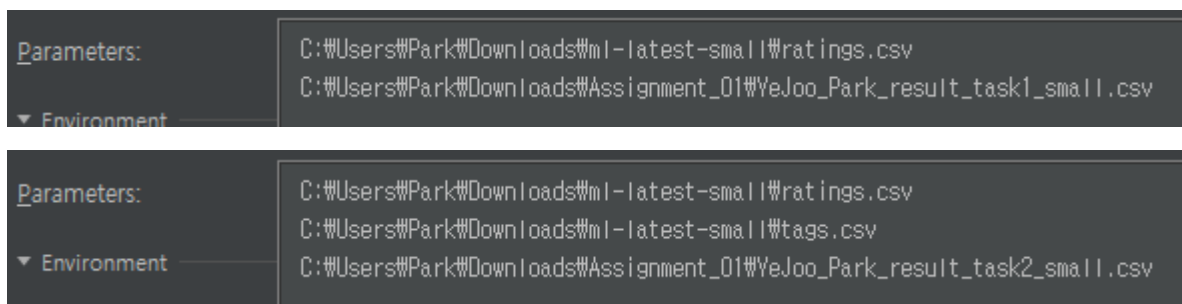 Parameters:
C:₩Users₩Park₩Downloads₩ml-latest-small₩ratings.csv
C:₩Users₩Park₩Downloads₩Assignment_01₩YeJoo_Park_result_task1_small.csv
▼ Environment
Parameters:
C:₩Users₩Park₩Downloads₩ml-latest-small₩ratings.csv
C:₩Users₩Park₩Downloads₩ml-latest-small₩tags.csv
▼ Environment
C:₩Users₩Park₩Downloads₩Assignment_01₩YeJoo_Park_result_task2_small.csv